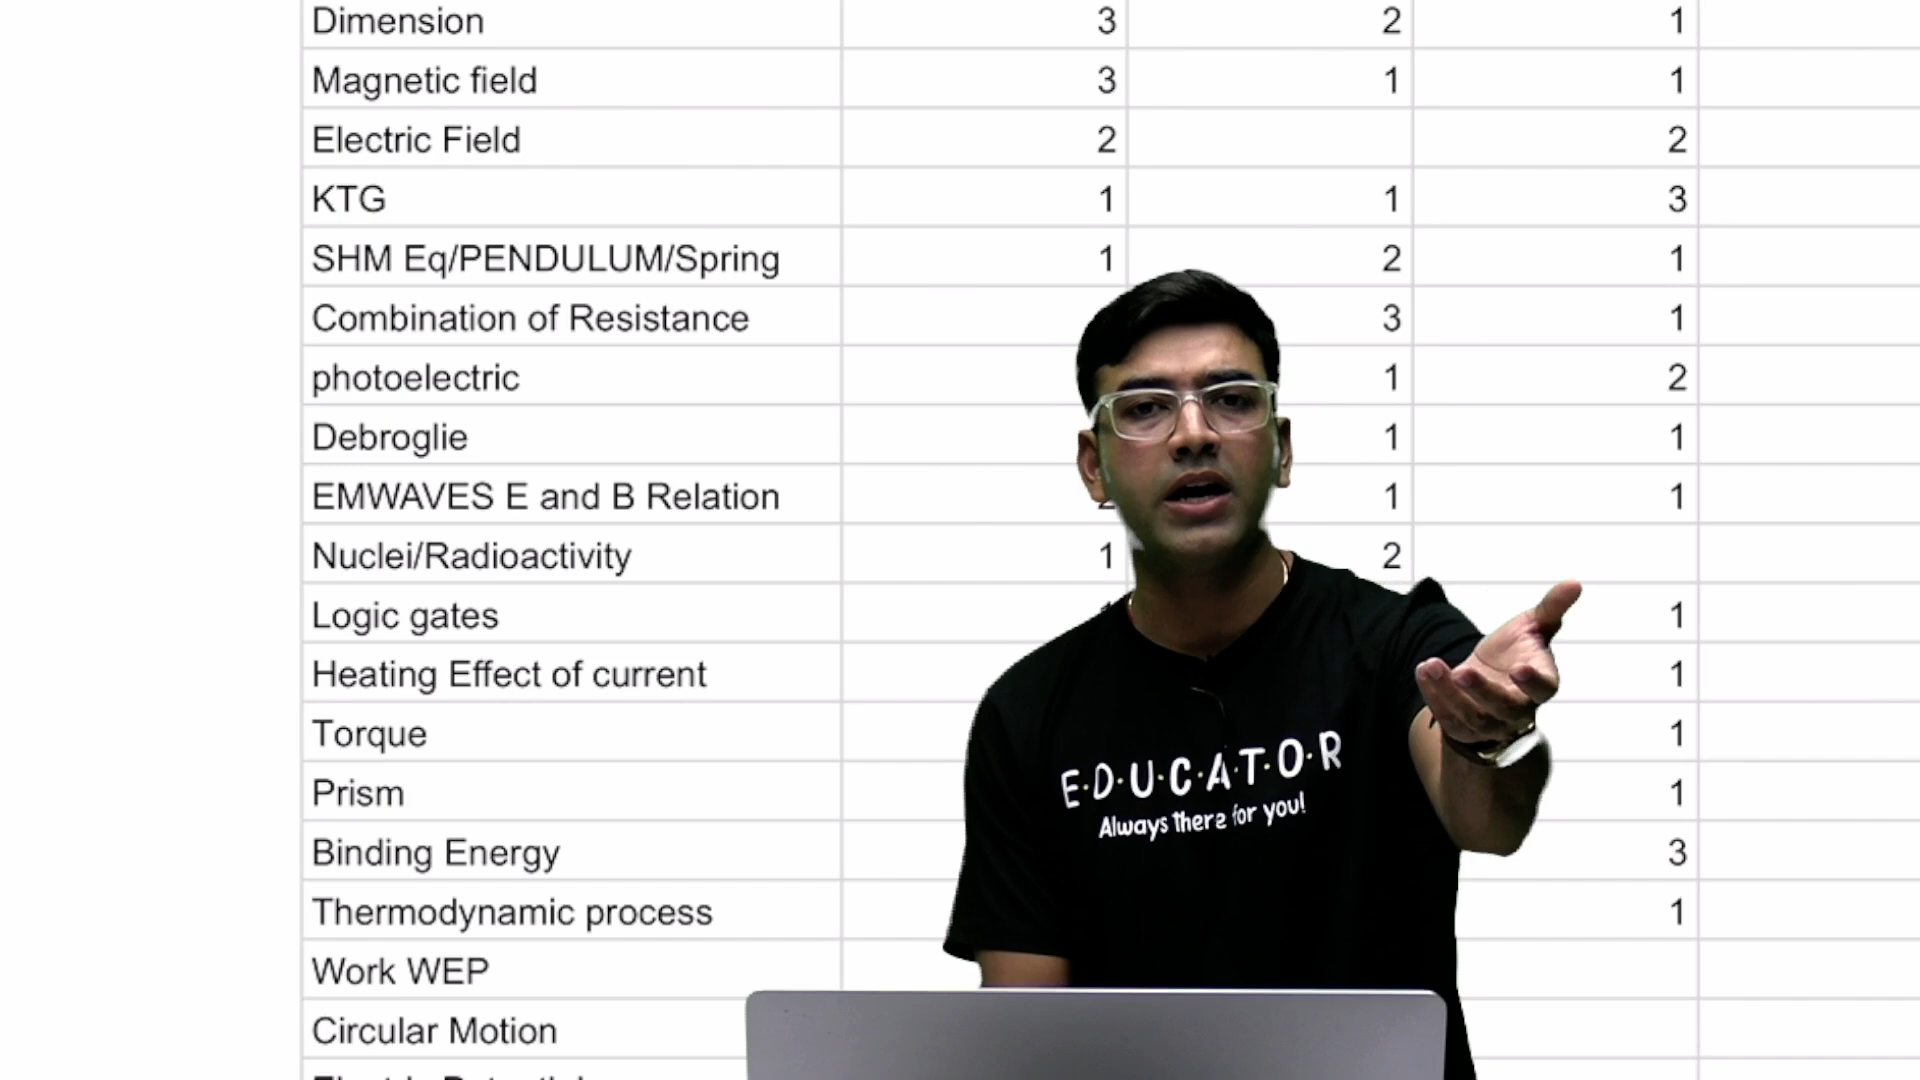 Dimension 3 2 1
Magnetic field 3 1 1
Electric Field 2 2
KTG 1 1 3
SHM Eq/PENDULUM/Spring 1 2 1
Combination of Resistance 3 1
photoelectric 1 2
Debroglie 1 1
EMWAVES E and B Relation 1 1
Nuclei/Radioactivity 1 2
Logic gates 1
Heating Effect of current 1
Torque 1
Prism 1
Binding Energy 3
Thermodynamic process 1
Work WEP
Circular Motion
E·D·U·C·A·T·O·R
Always there for you!